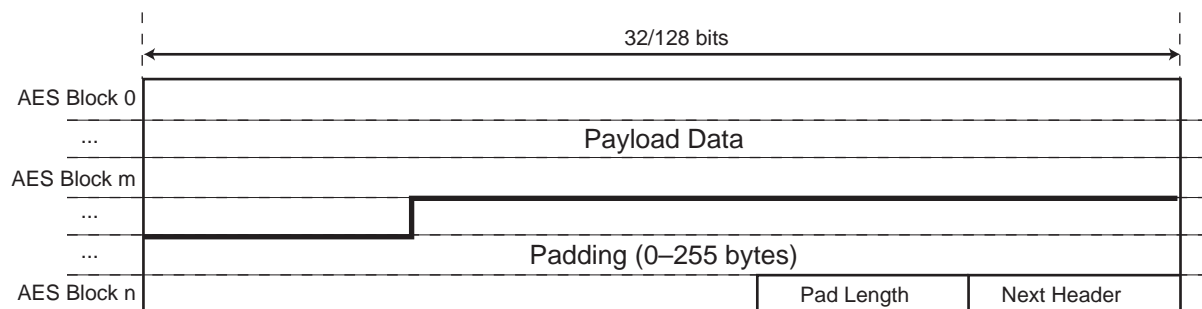 32/128 bits
AES Block 0
...
Payload Data
AES Block m
...
...
Padding (0–255 bytes)
AES Block n
Pad Length
Next Header